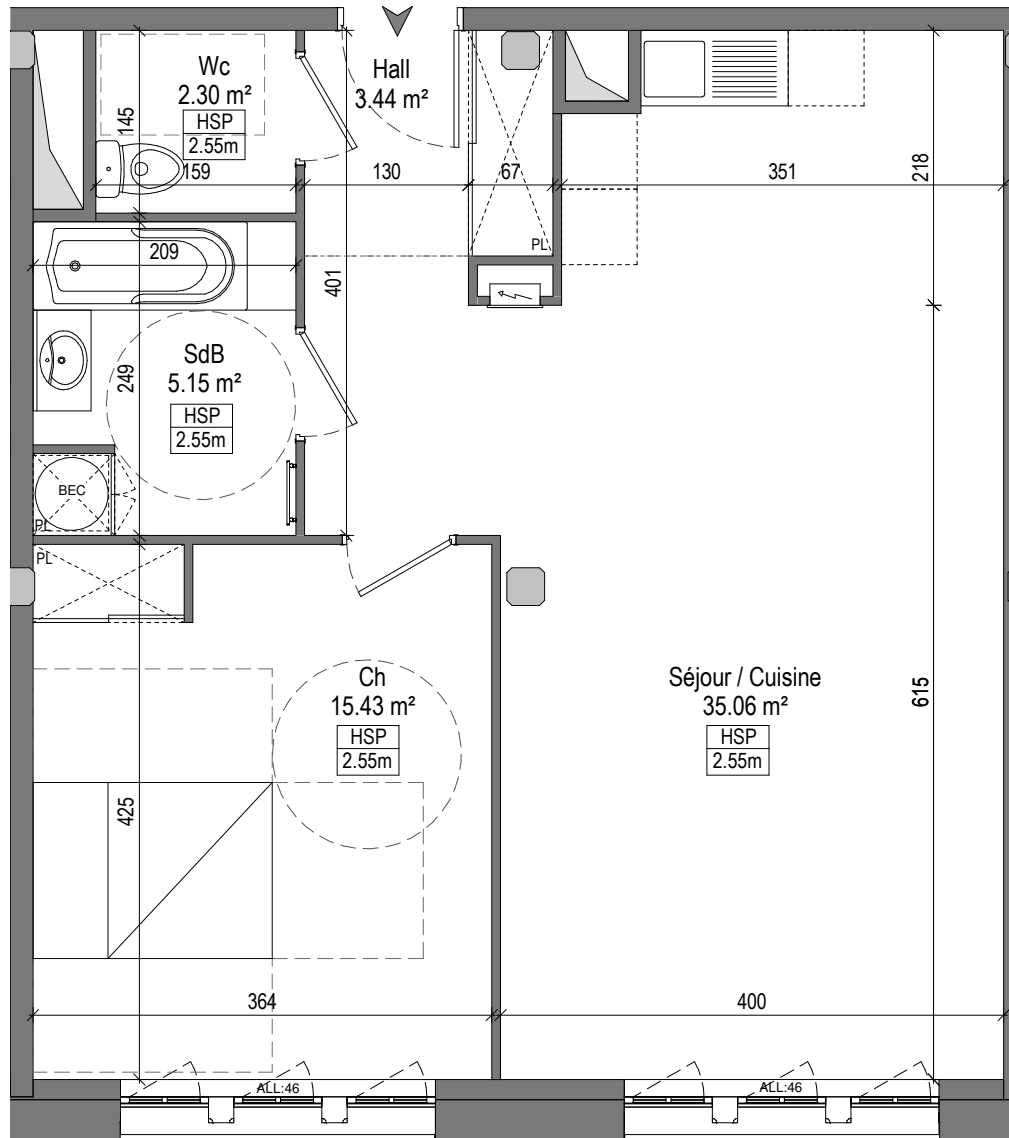 Wc
2.30 m²
HSP
2.55m
145
159
Hall
3.44 m²
130
67
PL
351
218
209
401
249
SdB
5.15 m²
HSP
2.55m
BEC
PL
PL
Ch
15.43 m²
HSP
2.55m
Séjour / Cuisine
35.06 m²
HSP
2.55m
615
425
364
400
ALL:46
ALL:46